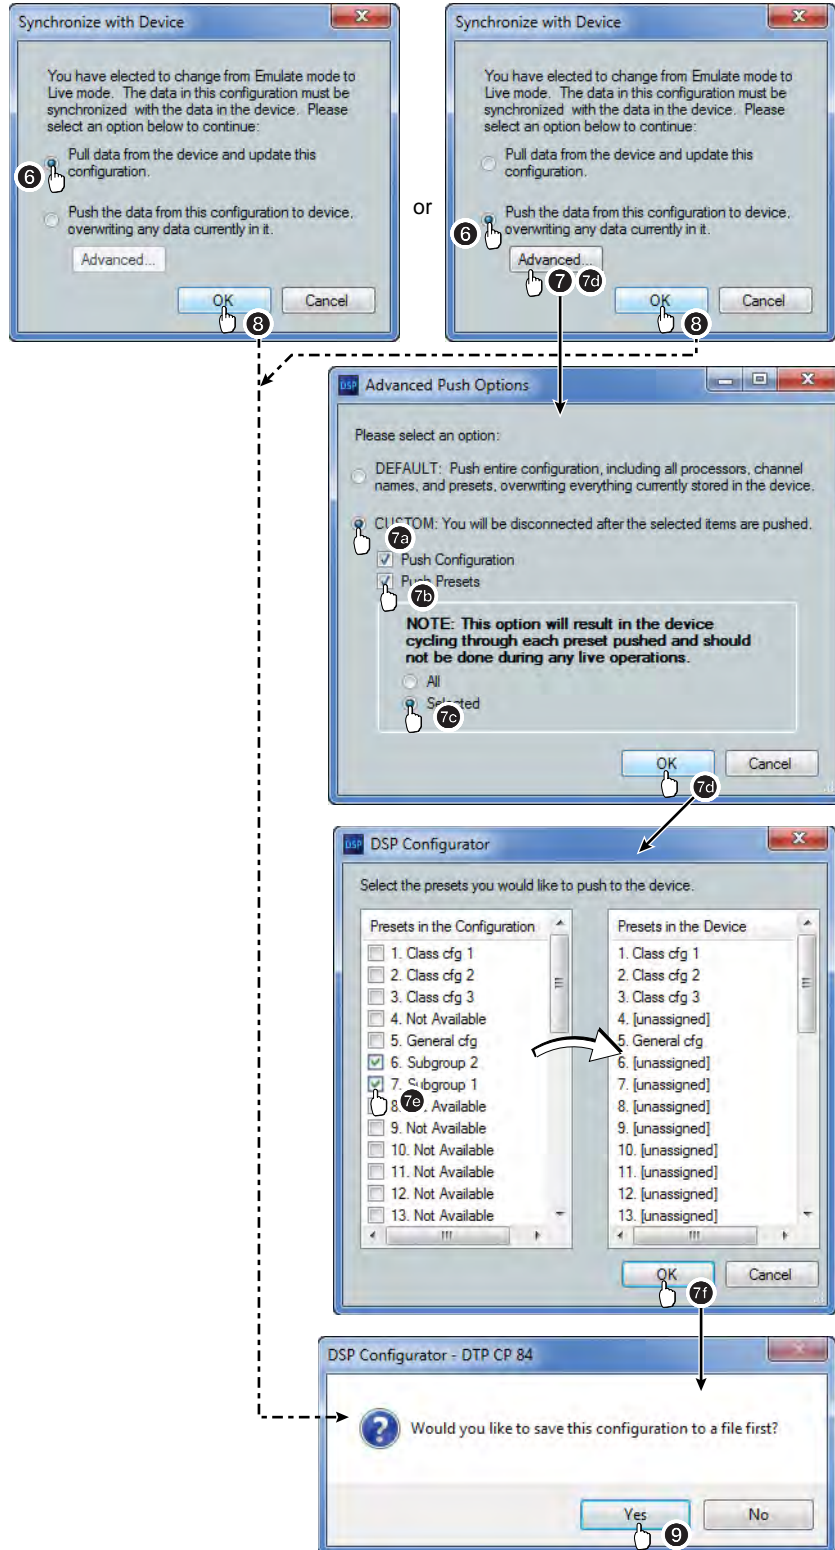 Synchronize with Device
You have elected to change from Emulate mode to
Live mode. The data in this configuration must be
synchronized with the data in the device. Please
select an option below to continue:
Pull data from the device and update this
configuration.
6
Push the data from this configuration to device,
overwriting any data currently in it.
Advanced...
OK
Cancel
8
or
Synchronize with Device
You have elected to change from Emulate mode to
Live mode. The data in this configuration must be
synchronized with the data in the device. Please
select an option below to continue:
Pull data from the device and update this
configuration.
Push the data from this configuration to device,
overwriting any data currently in it.
6
Advanced...
7
7d
OK
Cancel
8
DSP
Advanced Push Options
Please select an option:
DEFAULT: Push entire configuration, including all processors, channel
names, and presets, overwriting everything currently stored in the device.
CUSTOM: You will be disconnected after the selected items are pushed.
7a
Push Configuration
Push Presets
7b
NOTE: This option will result in the device
cycling through each preset pushed and should
not be done during any live operations.
All
Selected
7c
OK
Cancel
7d
DSP
DSP Configurator
Select the presets you would like to push to the device.
Presets in the Configuration
1. Class cfg 1
2. Class cfg 2
3. Class cfg 3
4. Not Available
5. General cfg
6. Subgroup 2
7. Subgroup 1
7e
8. Available
9. Not Available
10. Not Available
11. Not Available
12. Not Available
13. Not Available
Presets in the Device
1. Class cfg 1
2. Class cfg 2
3. Class cfg 3
4. [unassigned]
5. General cfg
6. [unassigned]
7. [unassigned]
8. [unassigned]
9. [unassigned]
10. [unassigned]
11. [unassigned]
12. [unassigned]
13. [unassigned]
OK
Cancel
7f
DSP Configurator - DTP CP 84
Would you like to save this configuration to a file first?
Yes
No
9